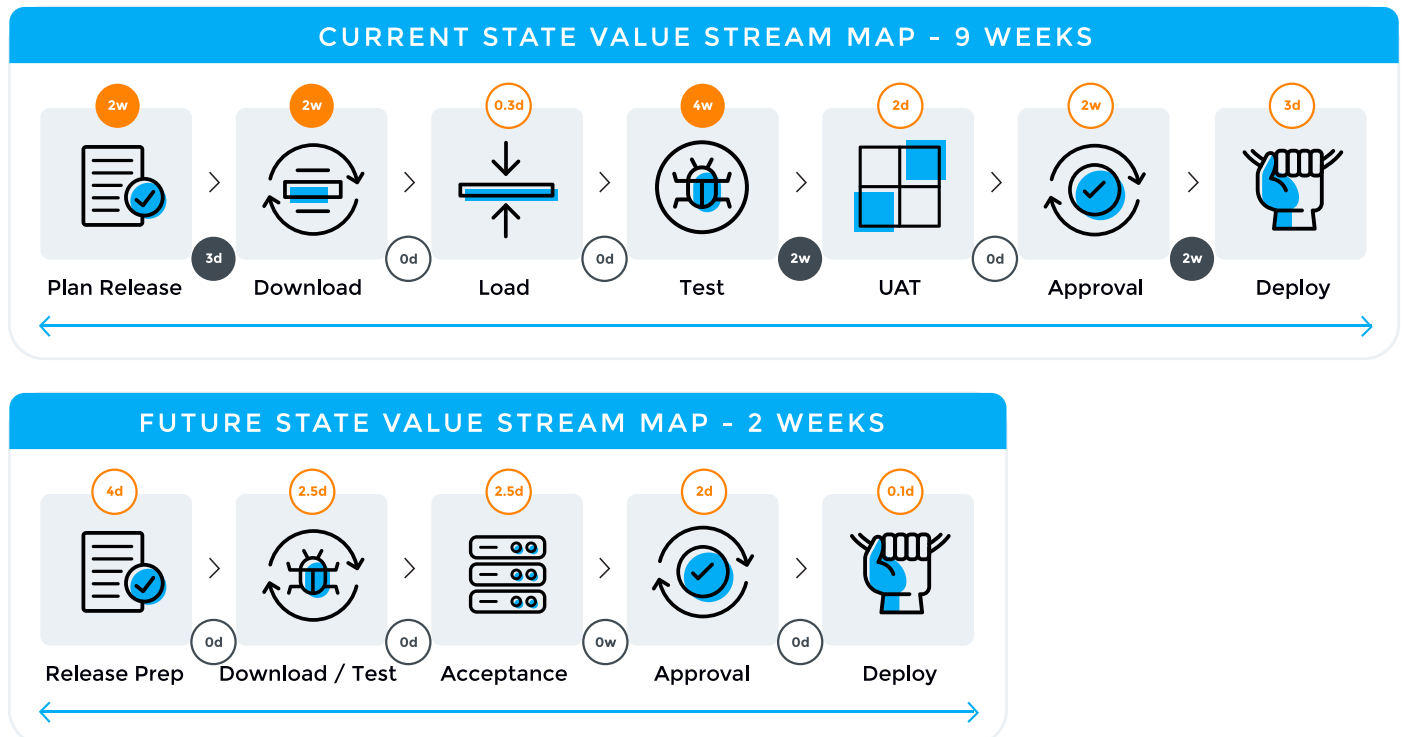 CURRENT STATE VALUE STREAM MAP - 9 WEEKS
2w 2w 0.3d 4w 2d 2w 3d
3d 0d 0d 2w 0d 2w
Plan Release Download Load Test UAT Approval Deploy
FUTURE STATE VALUE STREAM MAP - 2 WEEKS
4d 2.5d 2.5d 2d 0.1d
0d 0d 0w 0d
Release Prep Download / Test Acceptance Approval Deploy